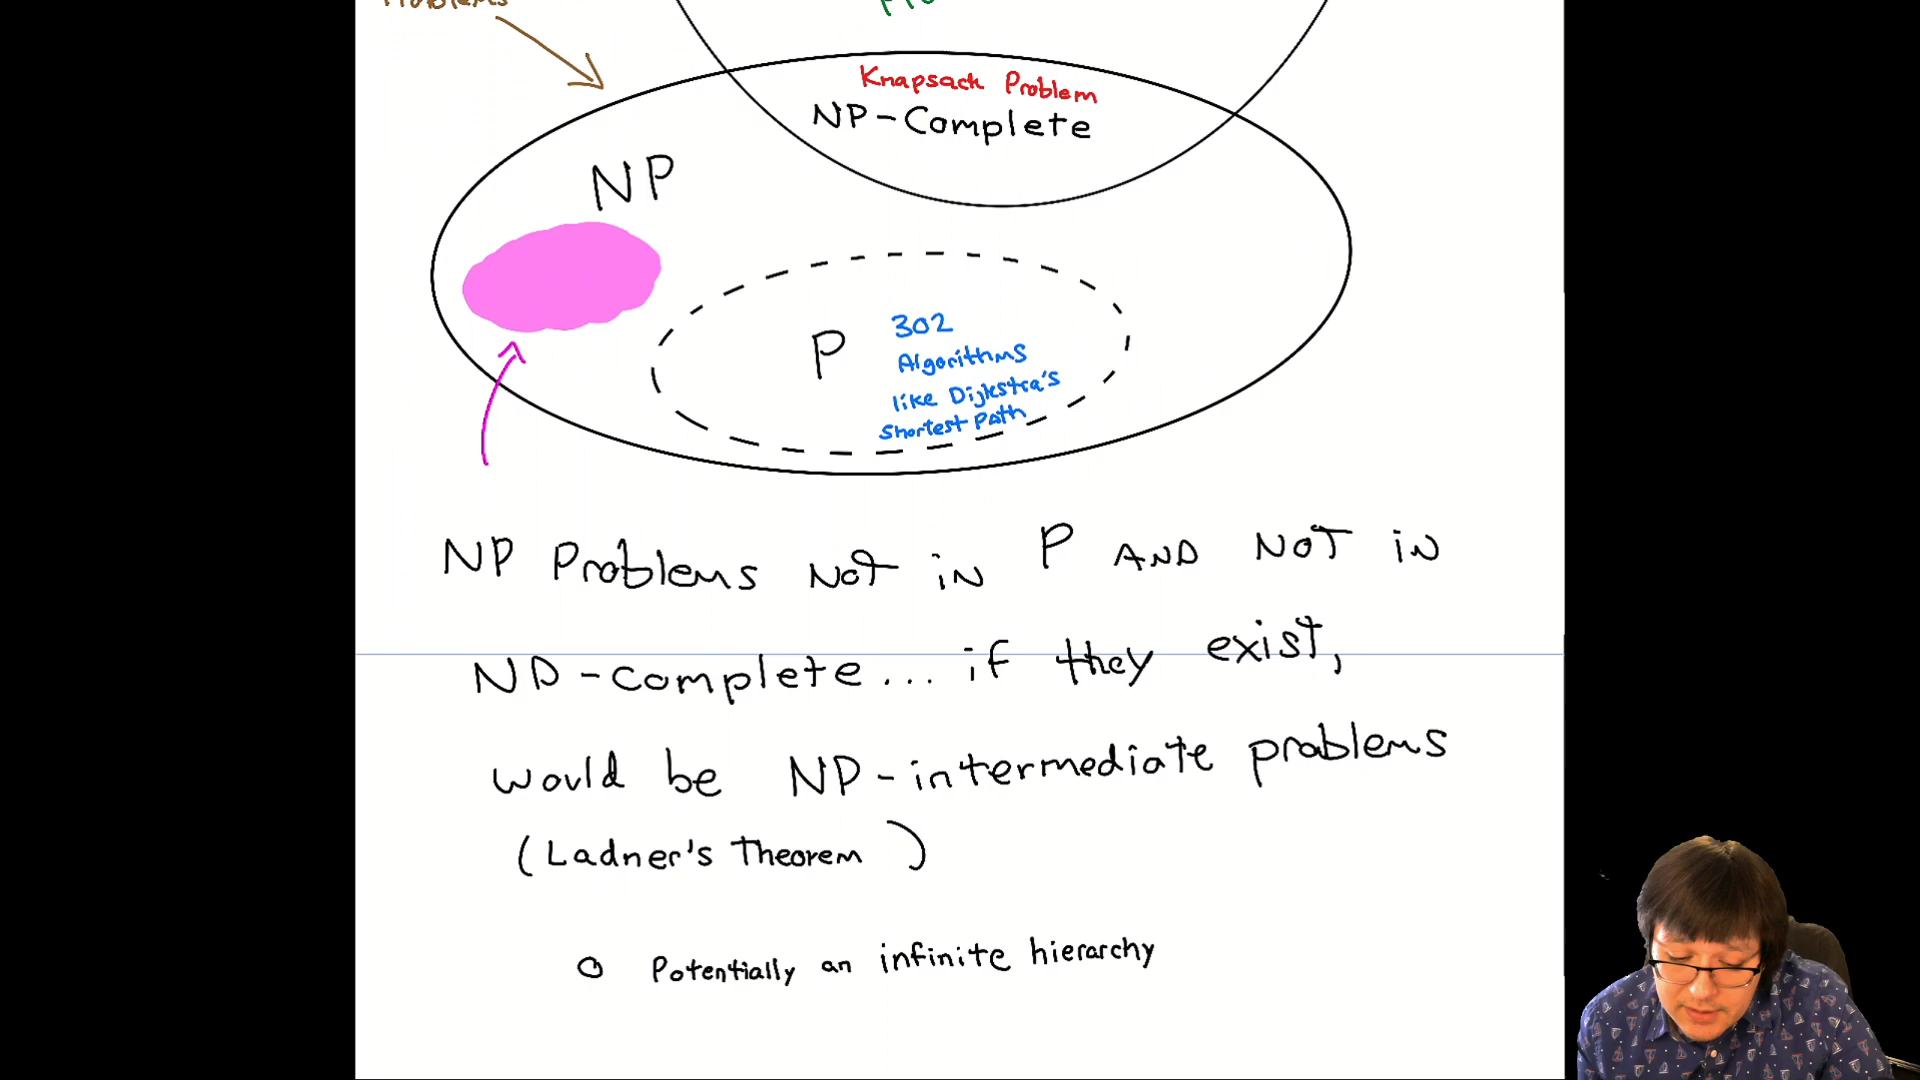 Problems
Knapsack Problem
NP-Complete
NP
P
302
Algorithms
like Dijkstra's
Shortest Path
NP Problems Not in P AND NOT in
NP-complete... if they exist,
would be NP-intermediate problems
(Ladner's Theorem)
o Potentially an infinite hierarchy